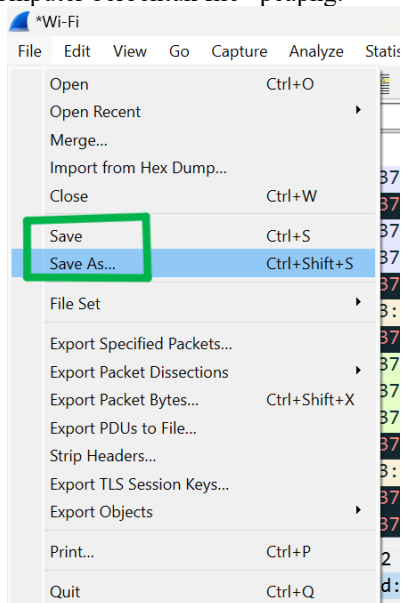 *Wi-Fi
File Edit View Go Capture Analyze
Open Ctrl+O
Open Recent
Merge...
Import from Hex Dump...
Close Ctrl+W
Save Ctrl+S
Save As... Ctrl+Shift+S
File Set
Export Specified Packets...
Export Packet Dissections
Export Packet Bytes... Ctrl+Shift+X
Export PDUs to File...
Strip Headers...
Export TLS Session Keys...
Export Objects
Print... Ctrl+P
Quit Ctrl+Q